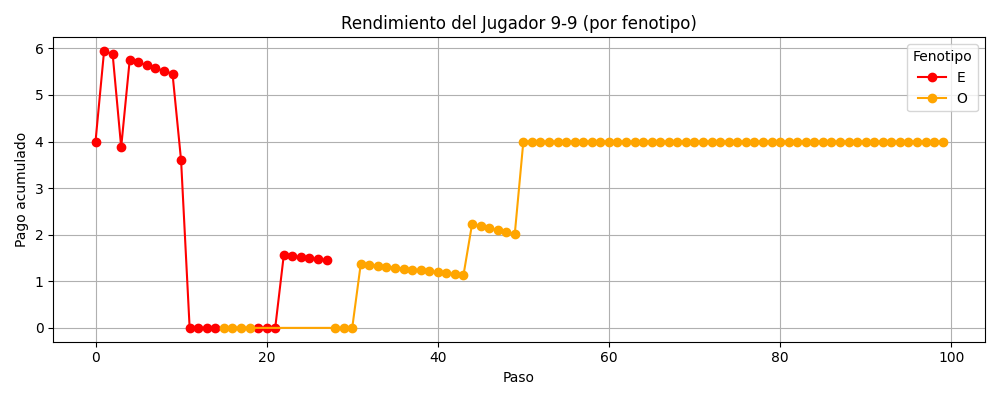 Rendimiento del Jugador 9-9 (por fenotipo)
Pago acumulado
6
5
4
3
2
1
0
Fenotipo
E
O
0 20 40 60 80 100
Paso